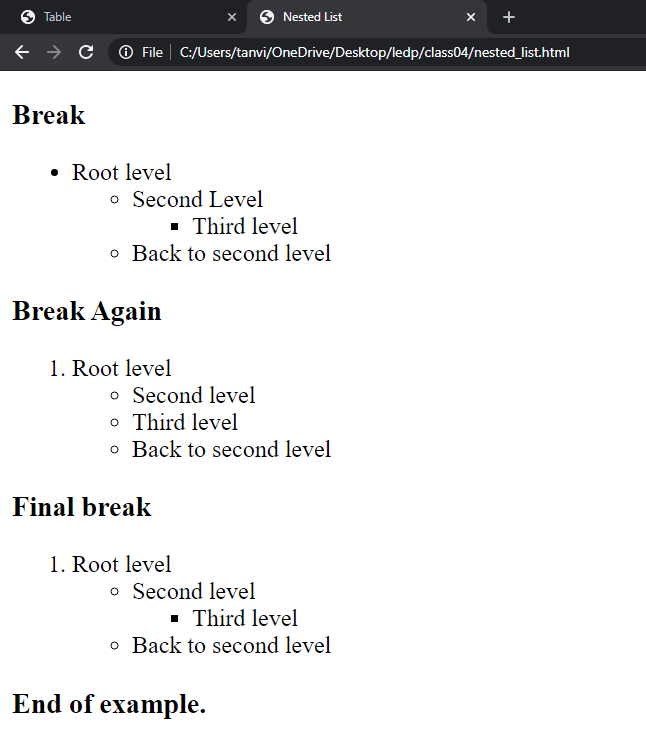 Table
Nested List
File
C:/Users/tanvi/OneDrive/Desktop/ledp/class04/nested_list.html
Break
Root level
Second Level
Third level
Back to second level
Break Again
1. Root level
Second level
Third level
Back to second level
Final break
1. Root level
Second level
Third level
Back to second level
End of example.